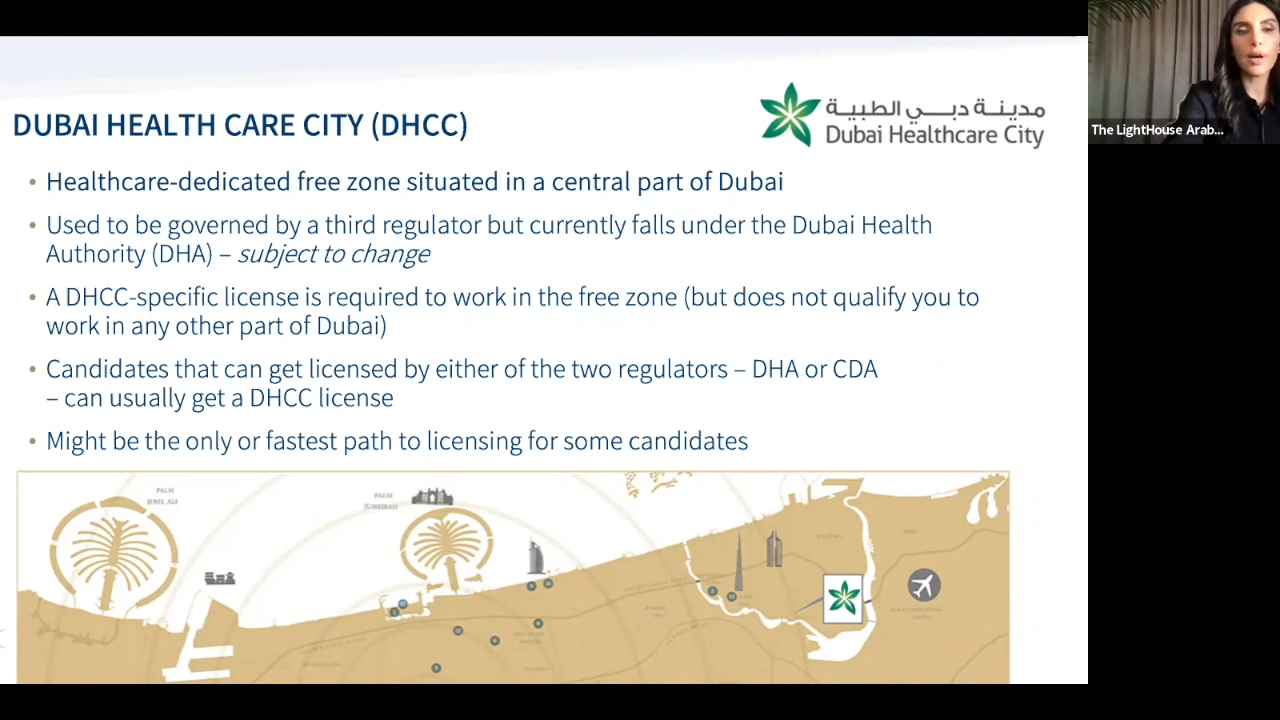 DUBAI HEALTH CARE CITY (DHCC)
مدينة دبي الطبية
Dubai Healthcare City
• Healthcare-dedicated free zone situated in a central part of Dubai
• Used to be governed by a third regulator but currently falls under the Dubai Health
Authority (DHA) – subject to change
• A DHCC-specific license is required to work in the free zone (but does not qualify you to
work in any other part of Dubai)
• Candidates that can get licensed by either of the two regulators – DHA or CDA
– can usually get a DHCC license
• Might be the only or fastest path to licensing for some candidates
PALM
JEBEL ALI
PALM
JUMEIRAH
The LightHouse Arab...